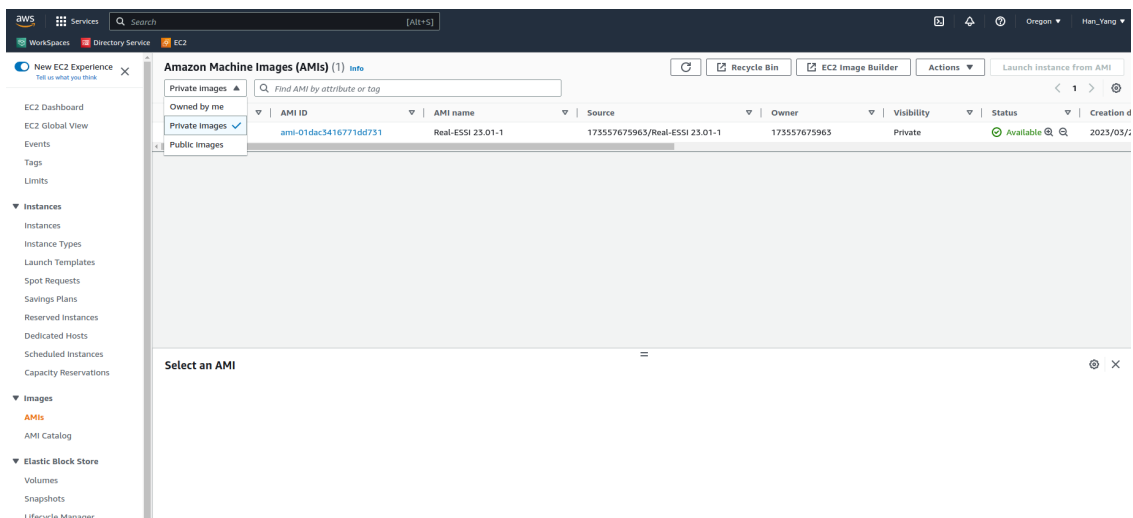 aws Services Search [Alt+S] Oregon Han_Yang
WorkSpaces Directory Service EC2
New EC2 Experience
Tell us what you think
EC2 Dashboard
EC2 Global View
Events
Tags
Limits
Instances
Instances
Instance Types
Launch Templates
Spot Requests
Savings Plans
Reserved Instances
Dedicated Hosts
Scheduled Instances
Capacity Reservations
Images
AMIs
AMI Catalog
Elastic Block Store
Volumes
Snapshots
Lifecycle Manager
Amazon Machine Images (AMIs) (1) Info Recycle Bin EC2 Image Builder Actions Launch instance from AMI
Private images Find AMI by attribute or tag 1
Owned by me
Private images
Public images
AMI ID AMI name Source Owner Visibility Status Creation d
ami-01dac3416771dd731 Real-ESSI 23.01-1 173557675963/Real-ESSI 23.01-1 173557675963 Private Available 2023/03/2
Select an AMI